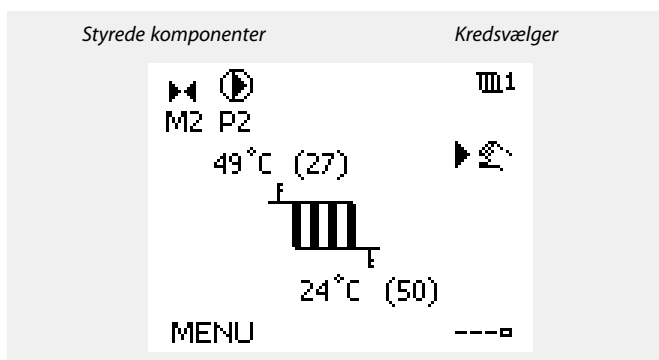 Styrede komponenter Kredsvælger
1
M2 P2
49°C (27)
24°C (50)
MENU ---